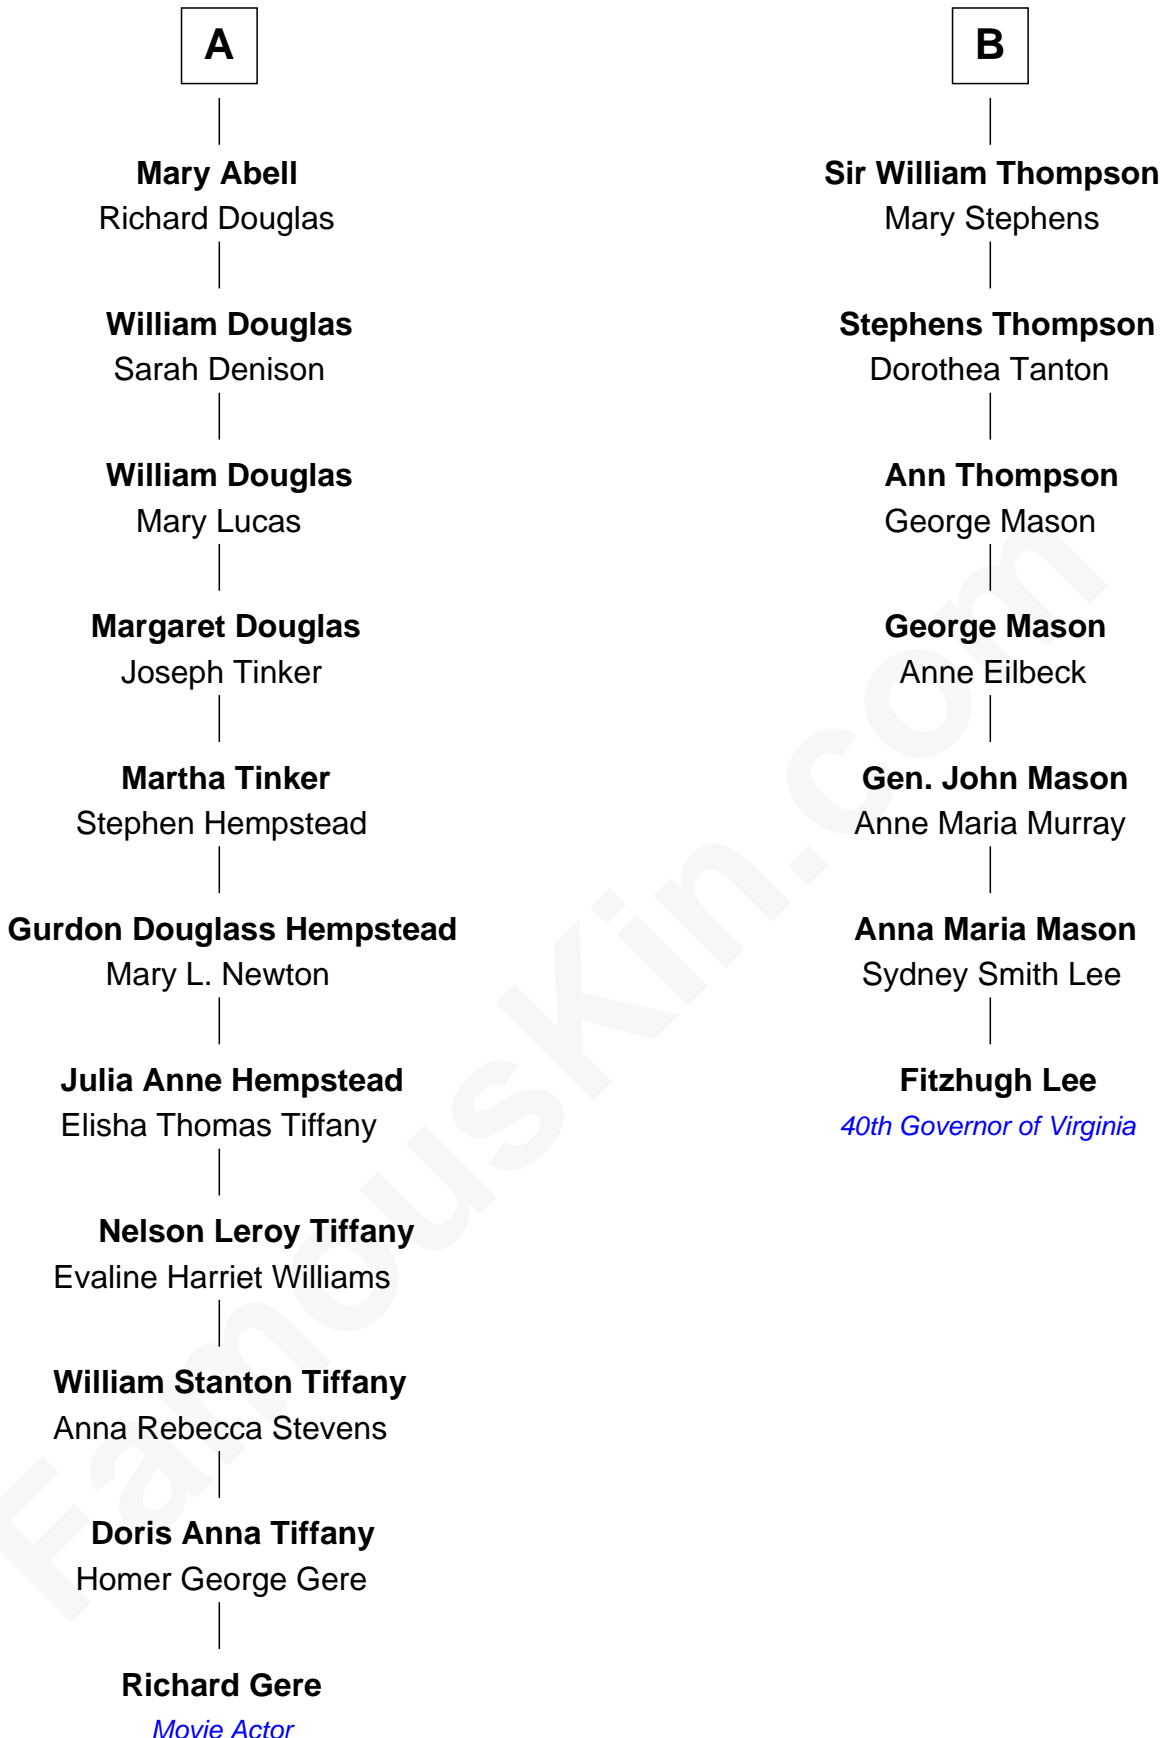 A
Mary Abell
Richard Douglas
William Douglas
Sarah Denison
William Douglas
Mary Lucas
Margaret Douglas
Joseph Tinker
Martha Tinker
Stephen Hempstead
Gurdon Douglass Hempstead
Mary L. Newton
Julia Anne Hempstead
Elisha Thomas Tiffany
Nelson Leroy Tiffany
Evaline Harriet Williams
William Stanton Tiffany
Anna Rebecca Stevens
Doris Anna Tiffany
Homer George Gere
Richard Gere
Movie Actor
B
Sir William Thompson
Mary Stephens
Stephens Thompson
Dorothea Tanton
Ann Thompson
George Mason
George Mason
Anne Eilbeck
Gen. John Mason
Anne Maria Murray
Anna Maria Mason
Sydney Smith Lee
Fitzhugh Lee
40th Governor of Virginia
FamousKin.com